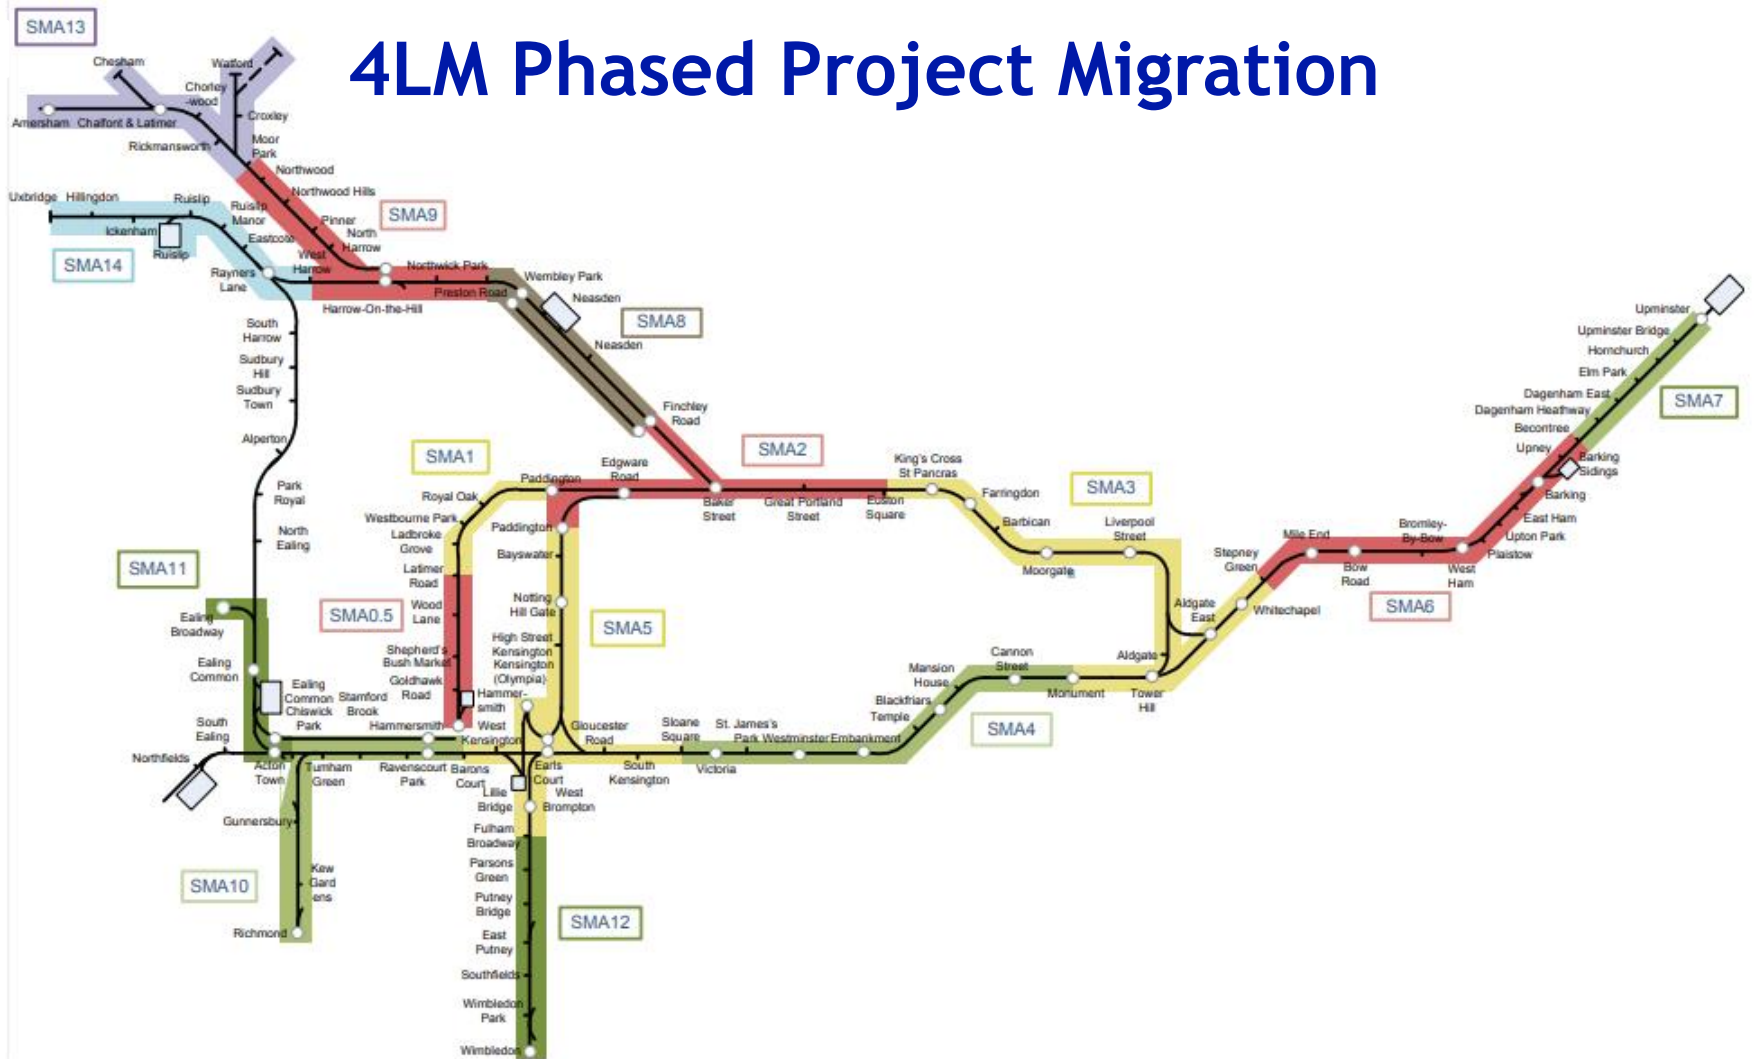 4LM Phased Project Migration
SMA13
Chesham
Watford
Chorley
-wood
Amersham
Chalfont & Latimer
Croxley
Rickmansworth
Moor
Park
Northwood
Northwood Hills
Pinner
North
Harrow
SMA9
Uxbridge
Hillingdon
Ruislip
Ruislip
Manor
Ickenham
Ruislip
Eastcote
SMA14
West
Harrow
Rayners
Lane
Northwick Park
Preston Road
Harrow-On-the-Hill
Wembley Park
Neasden
SMA8
Neasden
Finchley
Road
South
Harrow
Sudbury
Hill
Sudbury
Town
Alperton
Park
Royal
North
Ealing
SMA1
Paddington
Edgware
Road
SMA2
Royal Oak
Westbourne Park
Ladbroke
Grove
Latimer
Road
Wood
Lane
Shepherd's
Bush Market
Goldhawk
Road
SMA0.5
Paddington
Bayswater
Notting
Hill Gate
High Street
Kensington
Kensington
(Olympia)
SMA5
Baker
Street
Great Portland
Street
Euston
Square
King's Cross
St Pancras
Farringdon
SMA3
Barbican
Liverpool
Street
Moorgate
Aldgate
East
Aldgate
Stepney
Green
Whitechapel
Mile End
Bow
Road
Bromley-
By-Bow
West
Ham
Plaistow
Upton Park
East Ham
Barking
Barking
Sidings
SMA6
Upney
Becontree
Dagenham Heathway
Dagenham East
Elm Park
Hornchurch
Upminster Bridge
Upminster
SMA7
SMA11
Ealing
Broadway
Ealing
Common
Ealing
Common
Chiswick
Park
Stamford
Brook
Hammersmith
Hammer-
smith
West
Kensington
Gloucester
Road
Sloane
Square
St. James's
Park
Westminster
Embankment
Temple
Blackfriars
Mansion
House
Cannon
Street
Monument
Tower
Hill
SMA4
South
Ealing
Northfields
Acton
Town
Turnham
Green
Ravenscourt
Park
Barons
Court
Lillie
Bridge
Earls
Court
West
Brompton
South
Kensington
Victoria
Gunnersbury
Kew
Gard
ens
Richmond
SMA10
Fulham
Broadway
Parsons
Green
Putney
Bridge
East
Putney
Southfields
Wimbledon
Park
Wimbledon
SMA12